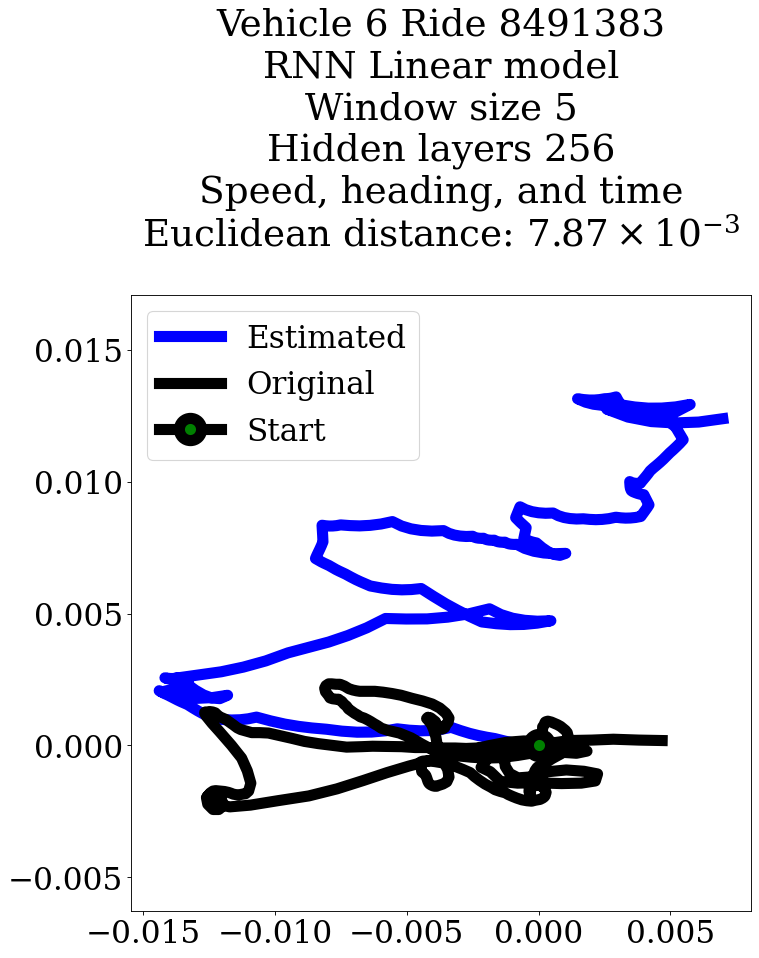 Vehicle 6 Ride 8491383
RNN Linear model
Window size 5
Hidden layers 256
Speed, heading, and time
Euclidean distance: 7.87 × 10⁻³
Estimated
Original
Start
0.015
0.010
0.005
0.000
−0.005
−0.015 −0.010 −0.005 0.000 0.005